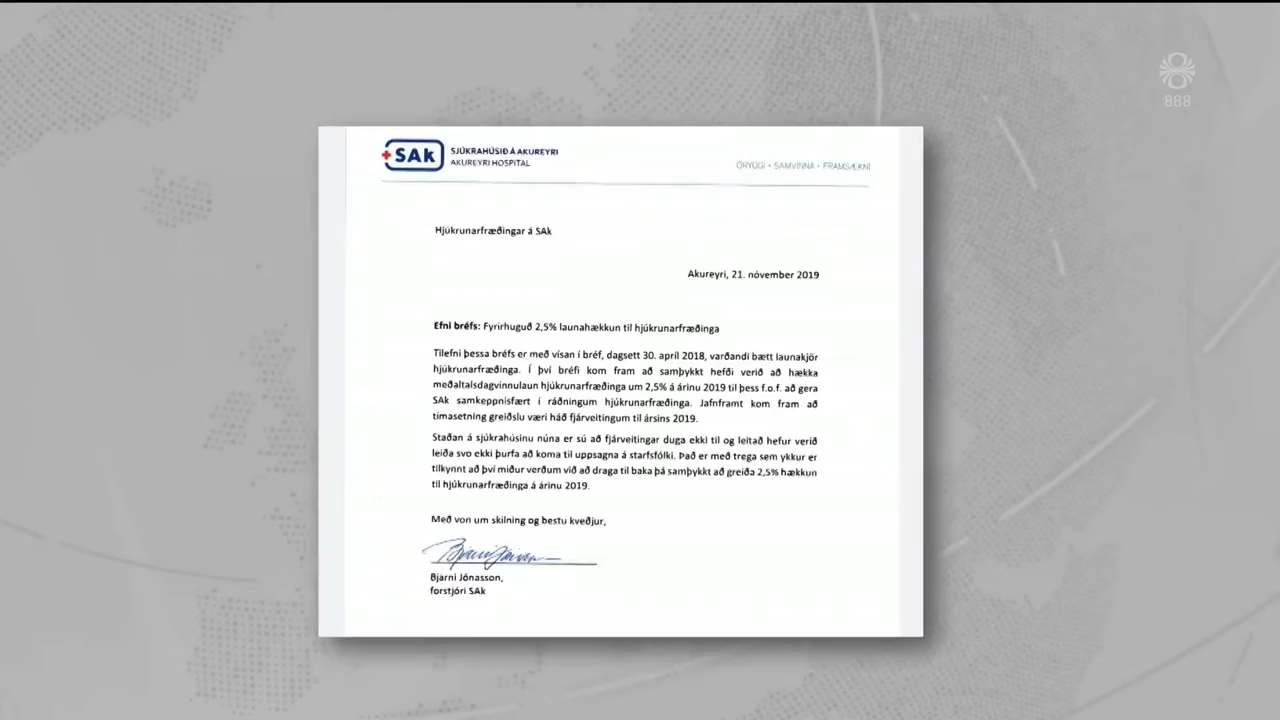 888
SAk
SJÚKRAHÚSIÐ Á AKUREYRI
AKUREYRI HOSPITAL
ÖRYGGI • SAMVINNA • FRAMSÆKNI
Hjúkrunarfræðingar á SAk
Akureyri, 21. nóvember 2019
Efni bréfs: Fyrirhuguð 2,5% launahækkun til hjúkrunarfræðinga
Tilefni þessa bréfs er með vísan í bréf, dagsett 30. apríl 2018, varðandi bætt launakjör
hjúkrunarfræðinga. Í því bréfi kom fram að samþykkt hefði verið að hækka
meðaltalsdagvinnulaun hjúkrunarfræðinga um 2,5% á árinu 2019 til þess f.o.f. að gera
SAk samkeppnisfært í ráðningum hjúkrunarfræðinga. Jafnframt kom fram að
tímasetning greiðslu væri háð fjárveitingum til ársins 2019.
Staðan á sjúkrahúsinu núna er sú að fjárveitingar duga ekki til og leitað hefur verið
leiða svo ekki þurfa að koma til uppsagna á starfsfólki. Það er með trega sem ykkur er
tilkynnt að því miður verðum við að draga til baka þá samþykkt að greiða 2,5% hækkun
til hjúkrunarfræðinga á árinu 2019.
Með von um skilning og bestu kveðjur,
Bjarni Jónasson
Bjarni Jónasson,
forstjóri SAk